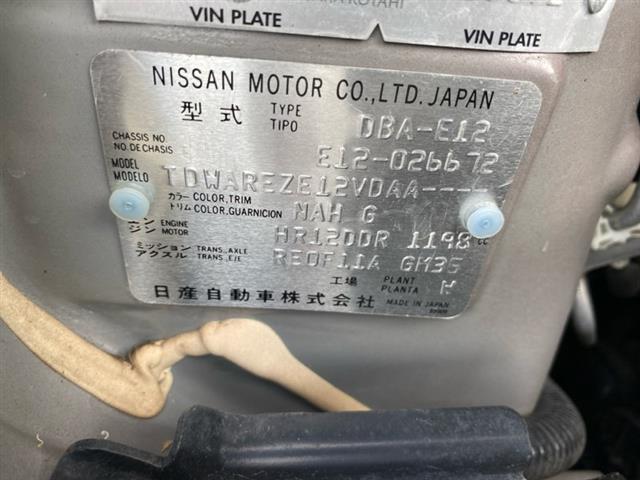 VIN PLATE
VIN PLATE
NISSAN MOTOR CO.,LTD. JAPAN
型式 TYPE TIPO DBA-E12
CHASSIS NO NO. DE CHASIS E12-026672
MODEL MODELO TDWAREZE12VDAA----
カラー トリム COLOR, TRIM COLOR, GUARNICION NAH G
エンジン ENGINE MOTOR HR12DDR 1198 CC
ミッション アクスル TRANS, AXLE TRANS, EJE RE0F11A GM35
工場 PLANT PLANTA H
日産自動車株式会社 MADE IN JAPAN